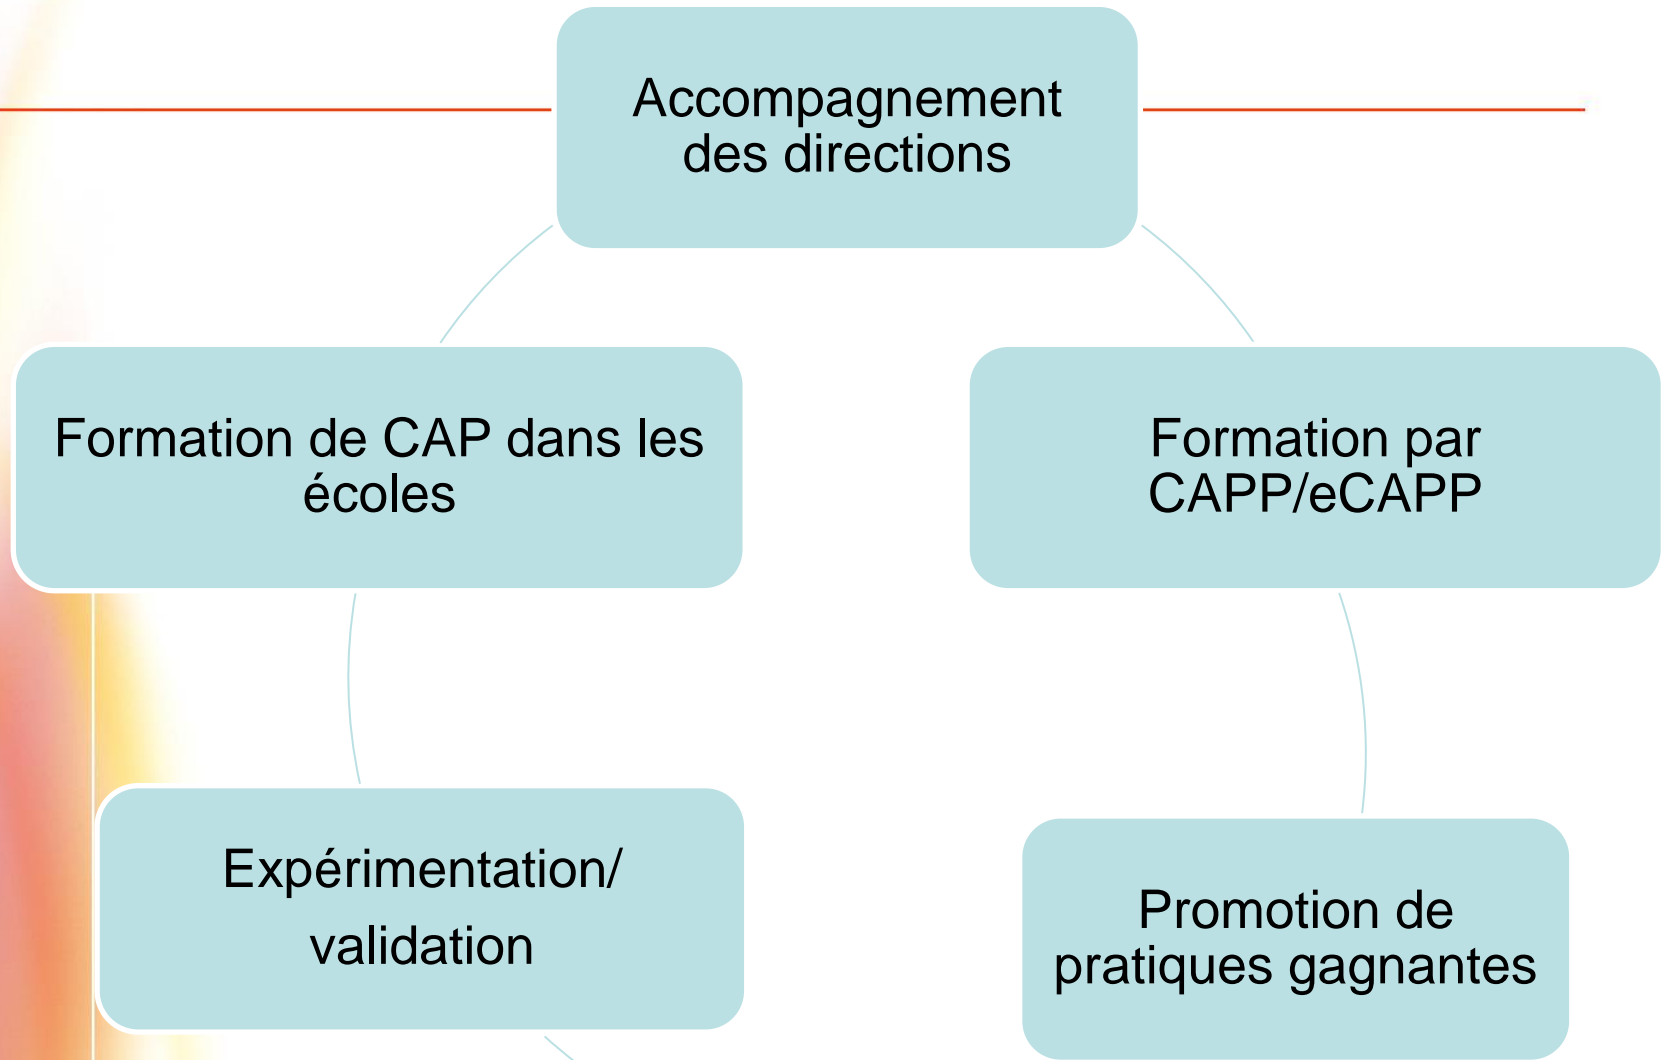 Accompagnement
des directions
Formation de CAP dans les
écoles
Formation par
CAPP/eCAPP
Expérimentation/
validation
Promotion de
pratiques gagnantes